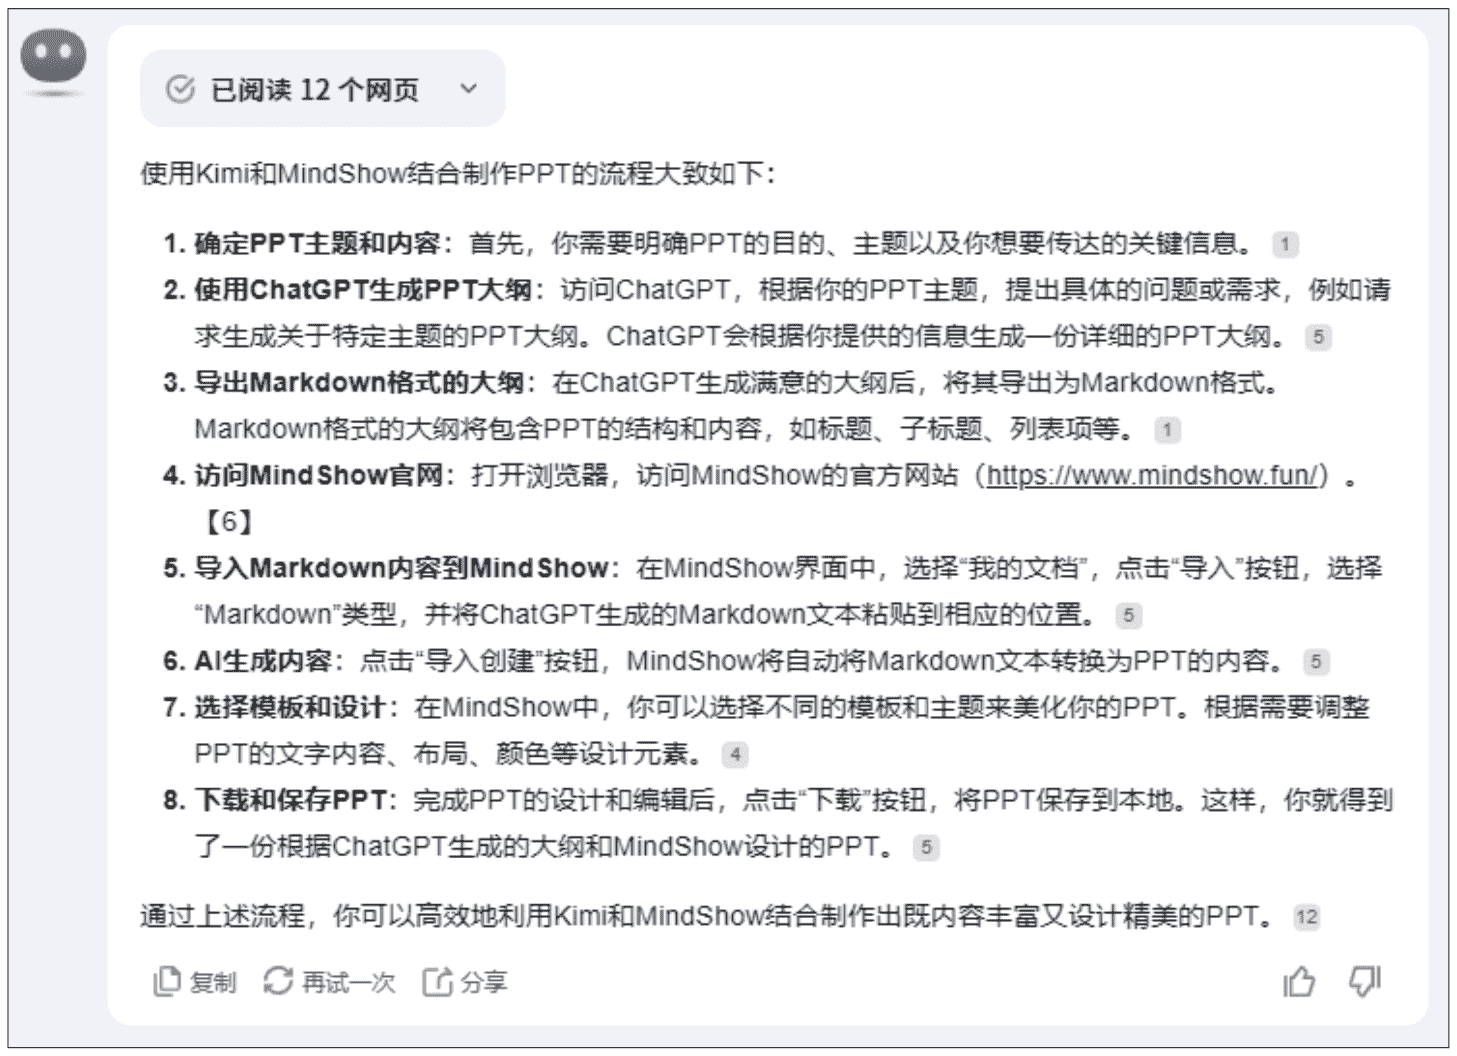 已阅读 12 个网页
使用Kimi和MindShow结合制作PPT的流程大致如下：
1. 确定PPT主题和内容：首先，你需要明确PPT的目的、主题以及你想要传达的关键信息。 1
2. 使用ChatGPT生成PPT大纲：访问ChatGPT，根据你的PPT主题，提出具体的问题或需求，例如请
求生成关于特定主题的PPT大纲。ChatGPT会根据你提供的信息生成一份详细的PPT大纲。 5
3. 导出Markdown格式的大纲：在ChatGPT生成满意的大纲后，将其导出为Markdown格式。
Markdown格式的大纲将包含PPT的结构和内容，如标题、子标题、列表项等。 1
4. 访问MindShow官网：打开浏览器，访问MindShow的官方网站（https://www.mindshow.fun/）。
【6】
5. 导入Markdown内容到MindShow：在MindShow界面中，选择“我的文档”，点击“导入”按钮，选择
“Markdown”类型，并将ChatGPT生成的Markdown文本粘贴到相应的位置。 5
6. AI生成内容：点击“导入创建”按钮，MindShow将自动将Markdown文本转换为PPT的内容。 5
7. 选择模板和设计：在MindShow中，你可以选择不同的模板和主题来美化你的PPT。根据需要调整
PPT的文字内容、布局、颜色等设计元素。 4
8. 下载和保存PPT：完成PPT的设计和编辑后，点击“下载”按钮，将PPT保存到本地。这样，你就得到
了一份根据ChatGPT生成的大纲和MindShow设计的PPT。 5
通过上述流程，你可以高效地利用Kimi和MindShow结合制作出既内容丰富又设计精美的PPT。 12
复制 再试一次 分享